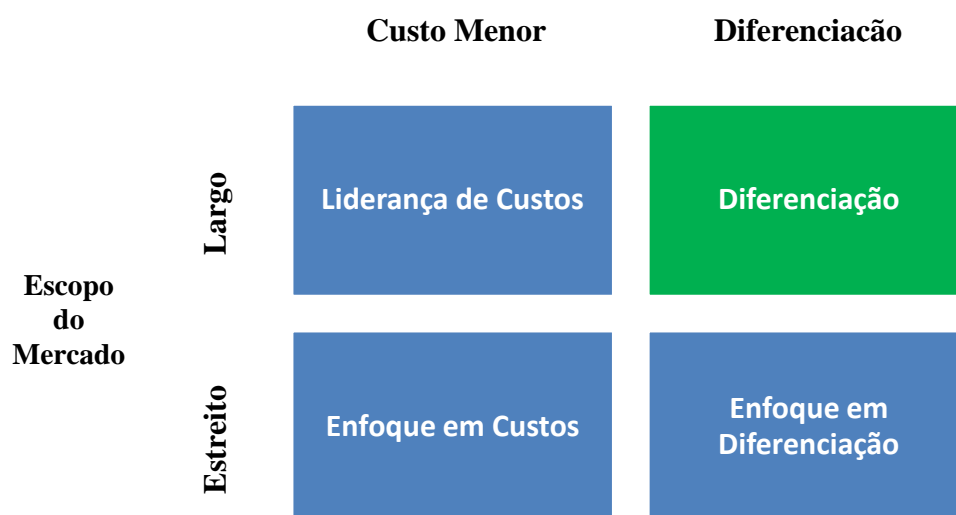 Custo Menor
Diferenciacão
Largo
Liderança de Custos
Diferenciação
Escopo
do
Mercado
Estreito
Enfoque em Custos
Enfoque em
Diferenciação